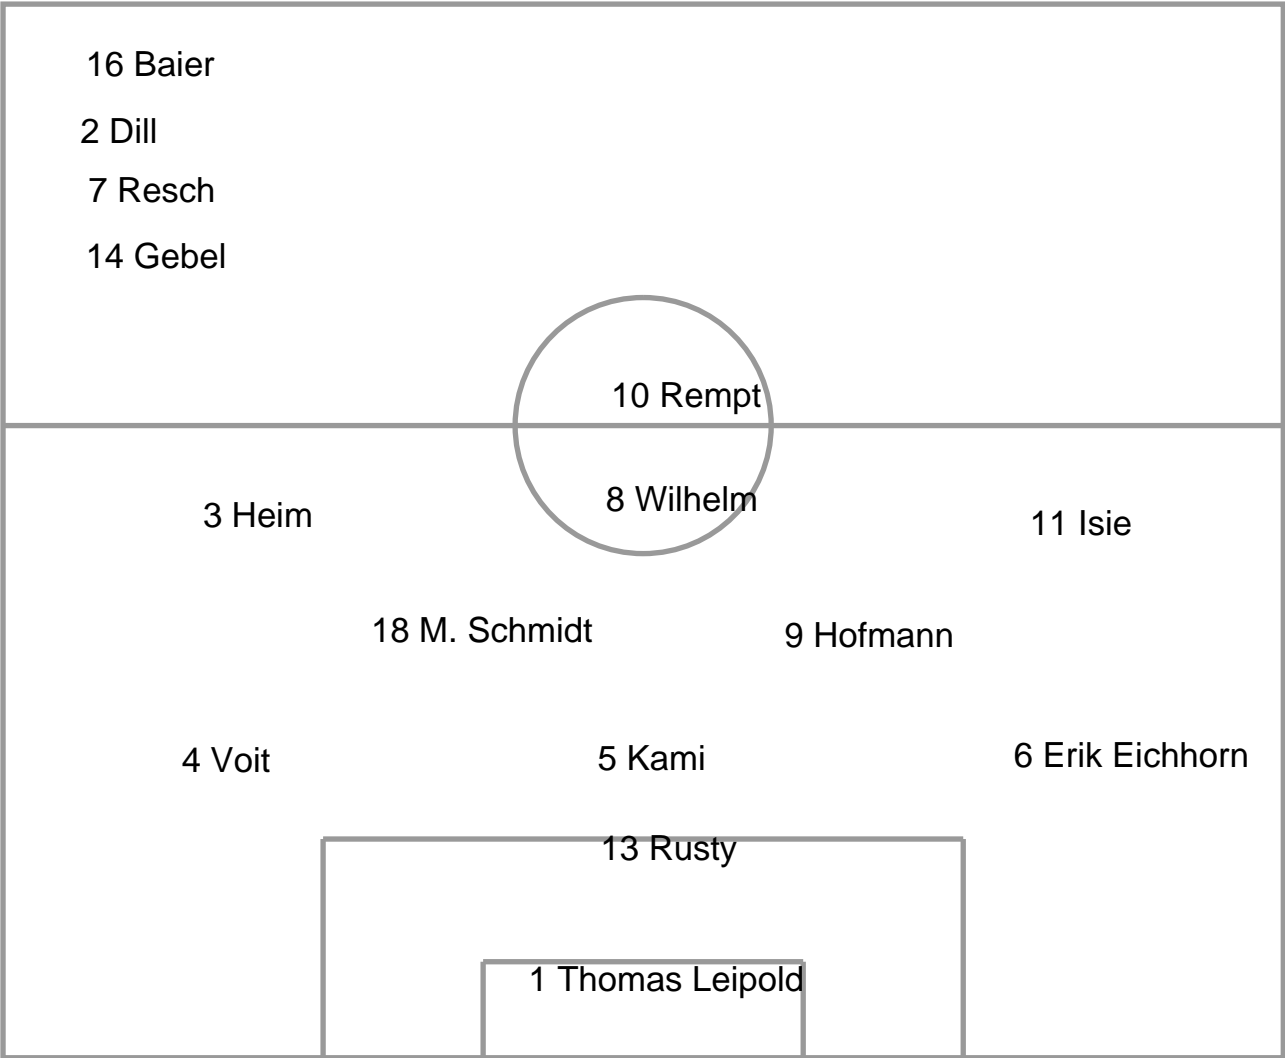 16 Baier
2 Dill
7 Resch
14 Gebel
10 Rempt
8 Wilhelm
3 Heim
11 Isie
18 M. Schmidt
9 Hofmann
4 Voit
5 Kami
6 Erik Eichhorn
13 Rusty
1 Thomas Leipold